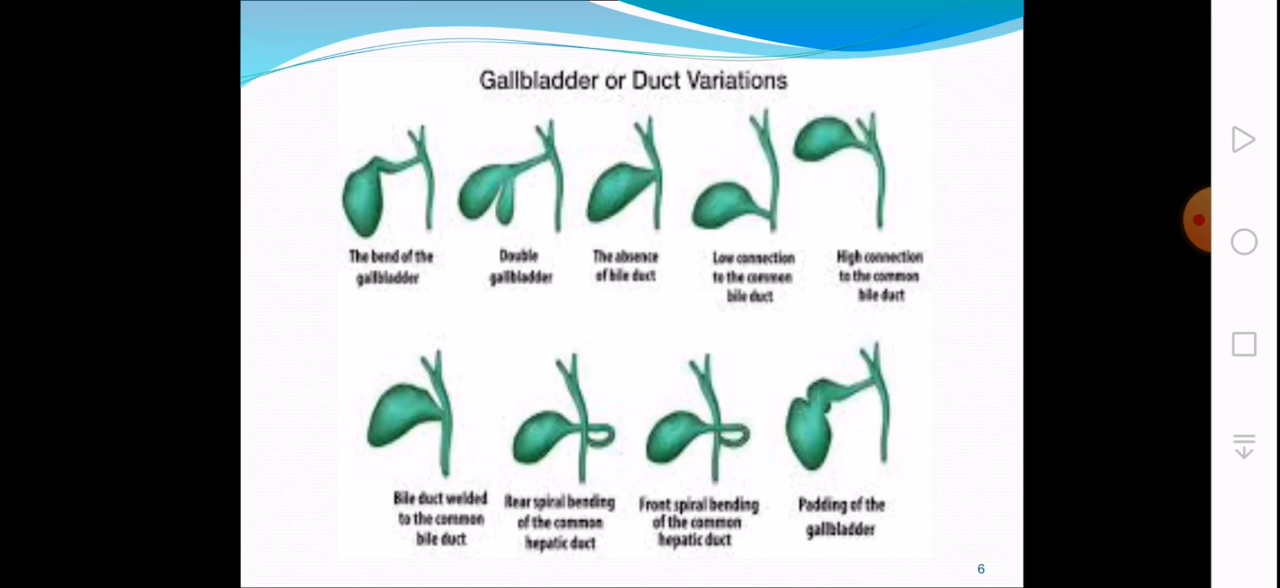 Gallbladder or Duct Variations
The bend of the
gallbladder
Double
gallbladder
The absence
of bile duct
Low connection
to the common
bile duct
High connection
to the common
bile duct
Bile duct welded
to the common
bile duct
Rear spiral bending
of the common
hepatic duct
Front spiral bending
of the common
hepatic duct
Padding of the
gallbladder
6